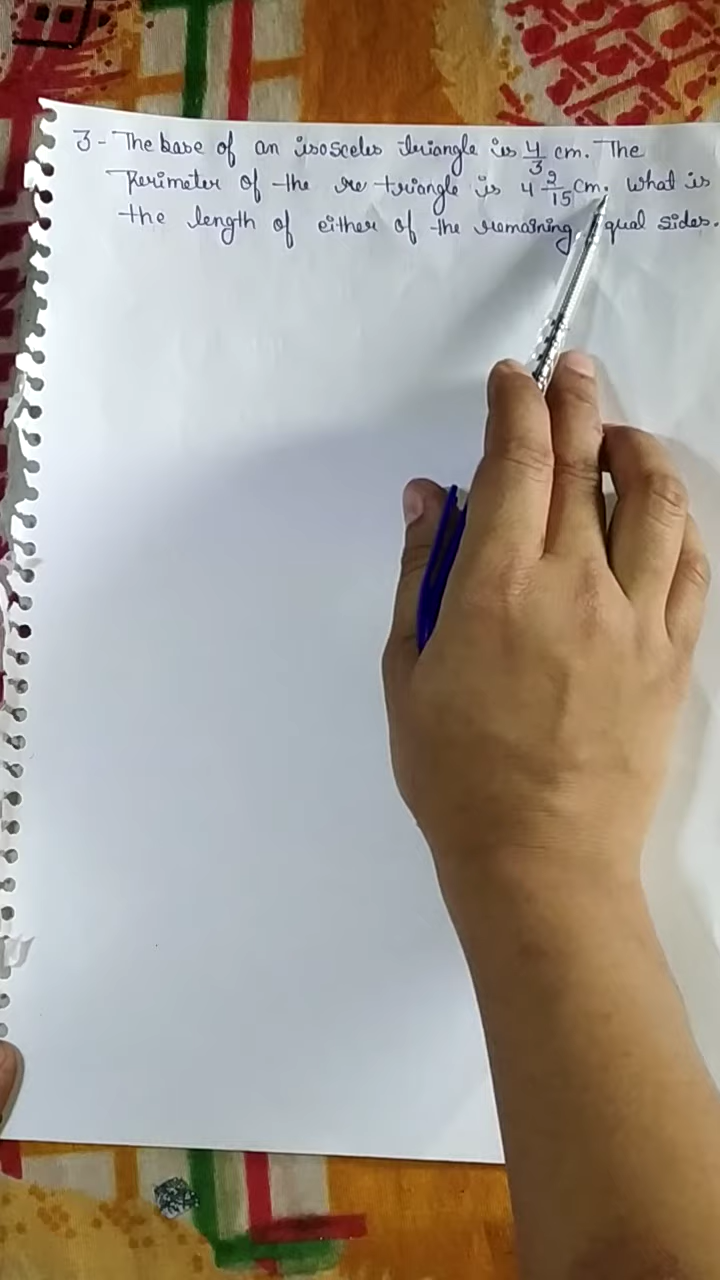 3- The base of an isosceles triangle is 4/3 cm. The
Perimeter of the re triangle is 4 2/15 cm. What is
the length of either of the remaining equal sides.